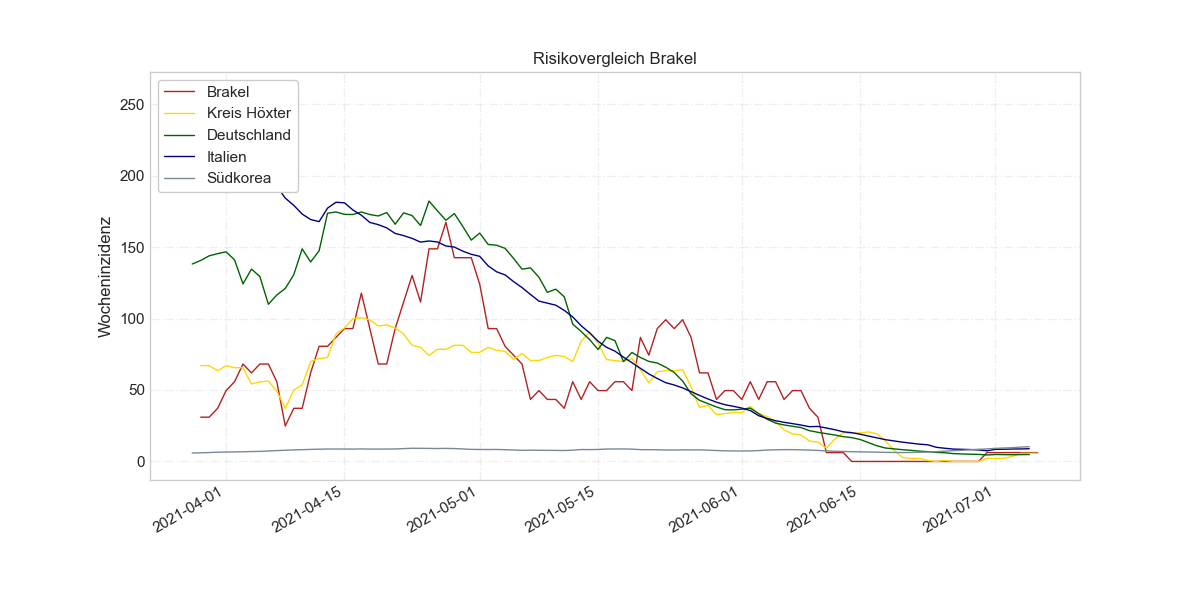 Risikovergleich Brakel
Brakel
Kreis Höxter
Deutschland
Italien
Südkorea
Wocheninzidenz
250
200
150
100
50
0
2021-04-01
2021-04-15
2021-05-01
2021-05-15
2021-06-01
2021-06-15
2021-07-01